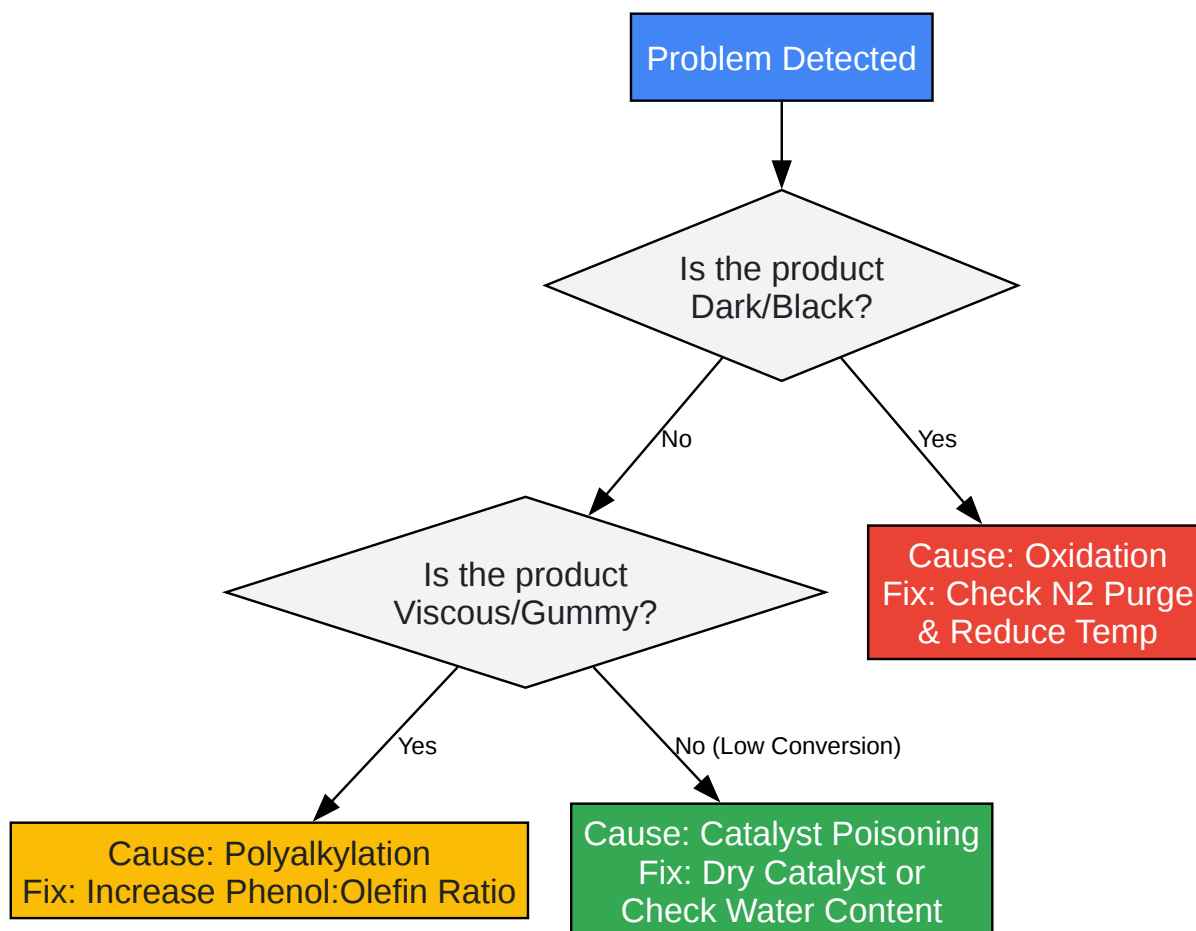 Problem Detected
Is the product
Dark/Black?
No
Yes
Is the product
Viscous/Gummy?
Cause: Oxidation
Fix: Check N2 Purge
& Reduce Temp
Yes
No (Low Conversion)
Cause: Polyalkylation
Fix: Increase Phenol:Olefin Ratio
Cause: Catalyst Poisoning
Fix: Dry Catalyst or
Check Water Content